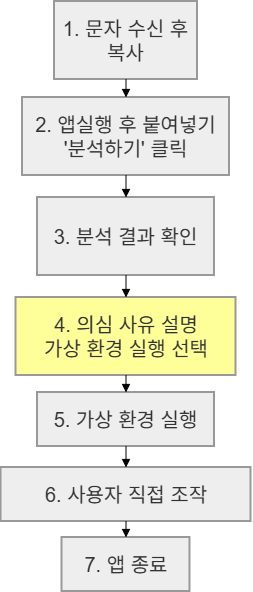 1. 문자 수신 후
복사
2. 앱실행 후 붙여넣기
'분석하기' 클릭
3. 분석 결과 확인
4. 의심 사유 설명
가상 환경 실행 선택
5. 가상 환경 실행
6. 사용자 직접 조작
7. 앱 종료